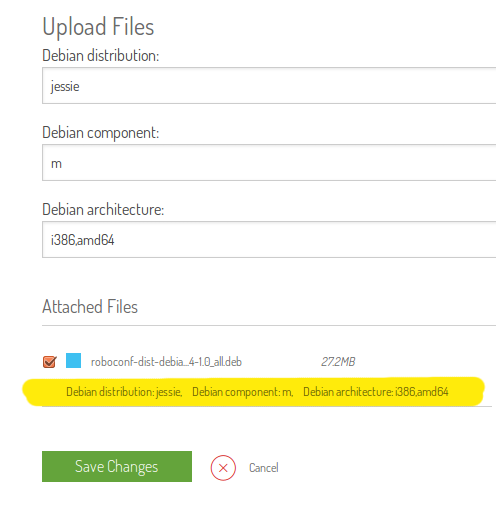 Upload Files
Debian distribution:
jessie
Debian component:
m
Debian architecture:
i386,amd64
Attached Files
roboconf-dist-debia...4-1.0_all.deb 27.2MB
Debian distribution: jessie, Debian component: m, Debian architecture: i386,amd64
Save Changes Cancel